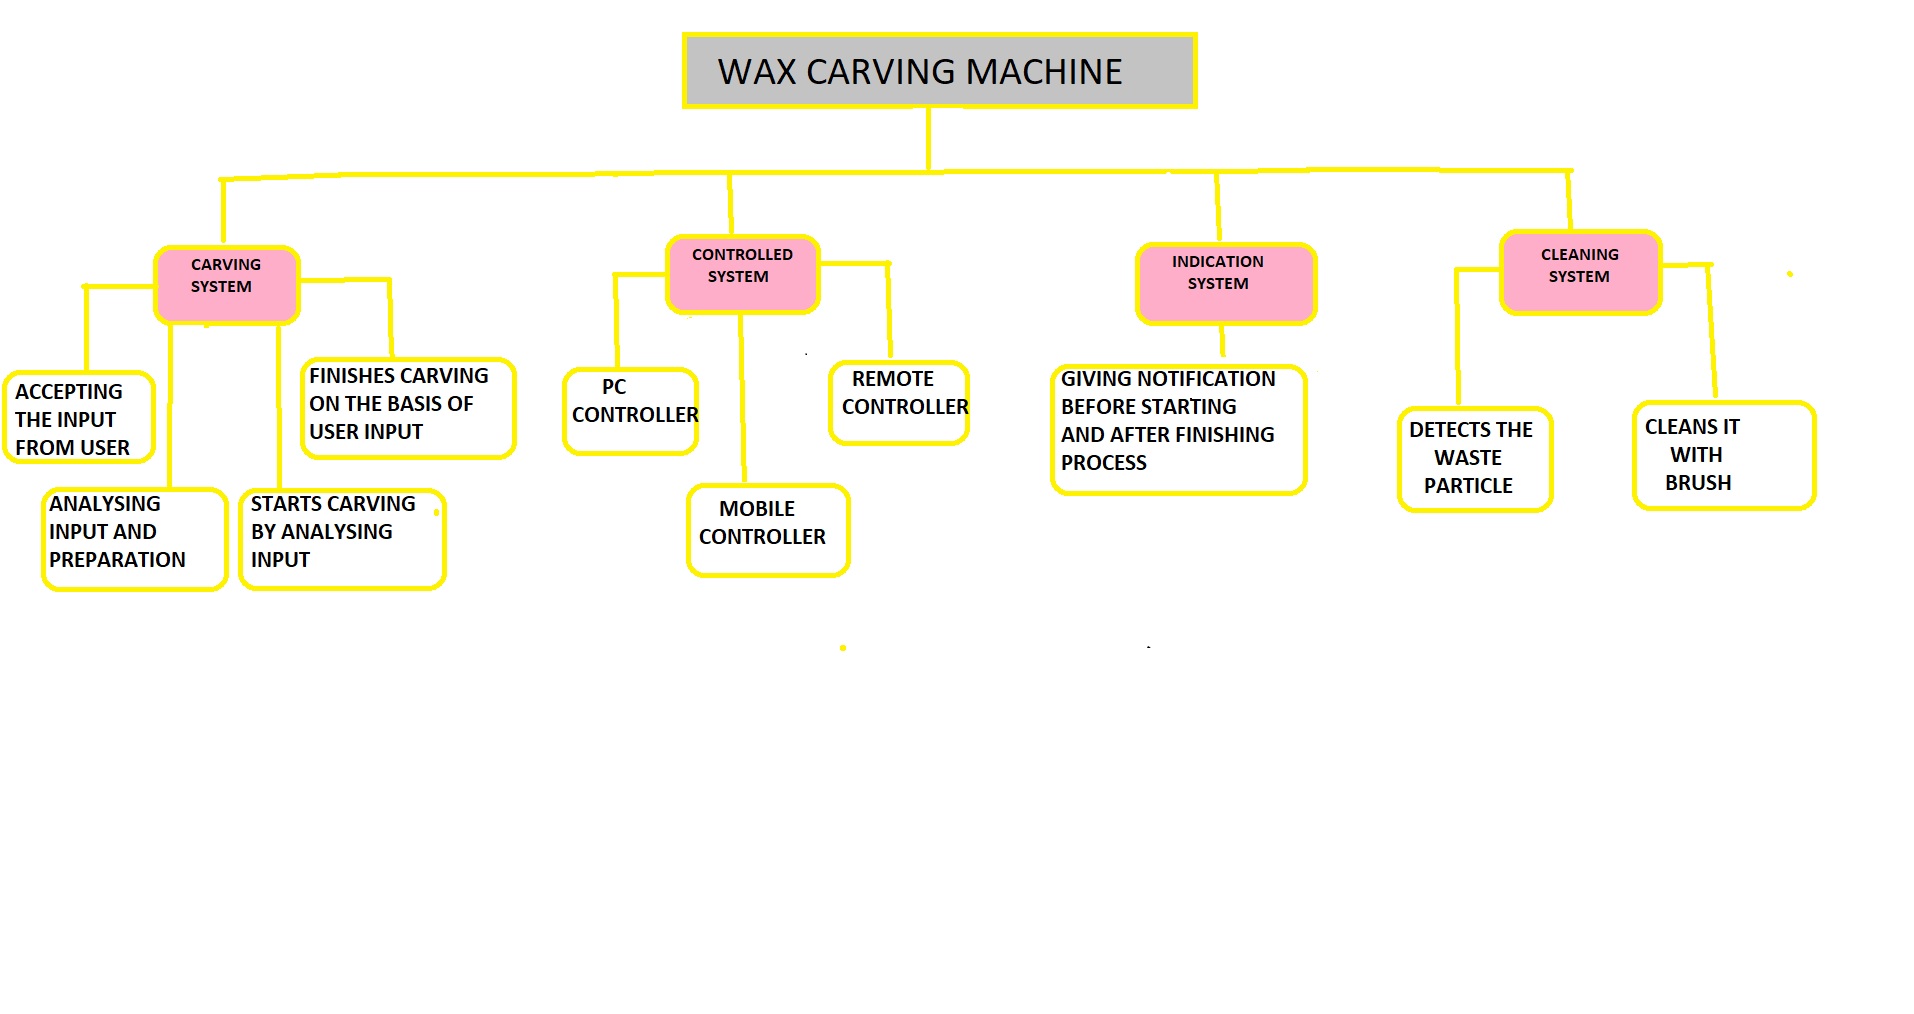 WAX CARVING MACHINE
CARVING
SYSTEM
CONTROLLED
SYSTEM
INDICATION
SYSTEM
CLEANING
SYSTEM
ACCEPTING
THE INPUT
FROM USER
ANALYSING
INPUT AND
PREPARATION
STARTS CARVING
BY ANALYSING
INPUT
FINISHES CARVING
ON THE BASIS OF
USER INPUT
PC
CONTROLLER
MOBILE
CONTROLLER
REMOTE
CONTROLLER
GIVING NOTIFICATION
BEFORE STARTING
AND AFTER FINISHING
PROCESS
DETECTS THE
WASTE
PARTICLE
CLEANS IT
WITH
BRUSH